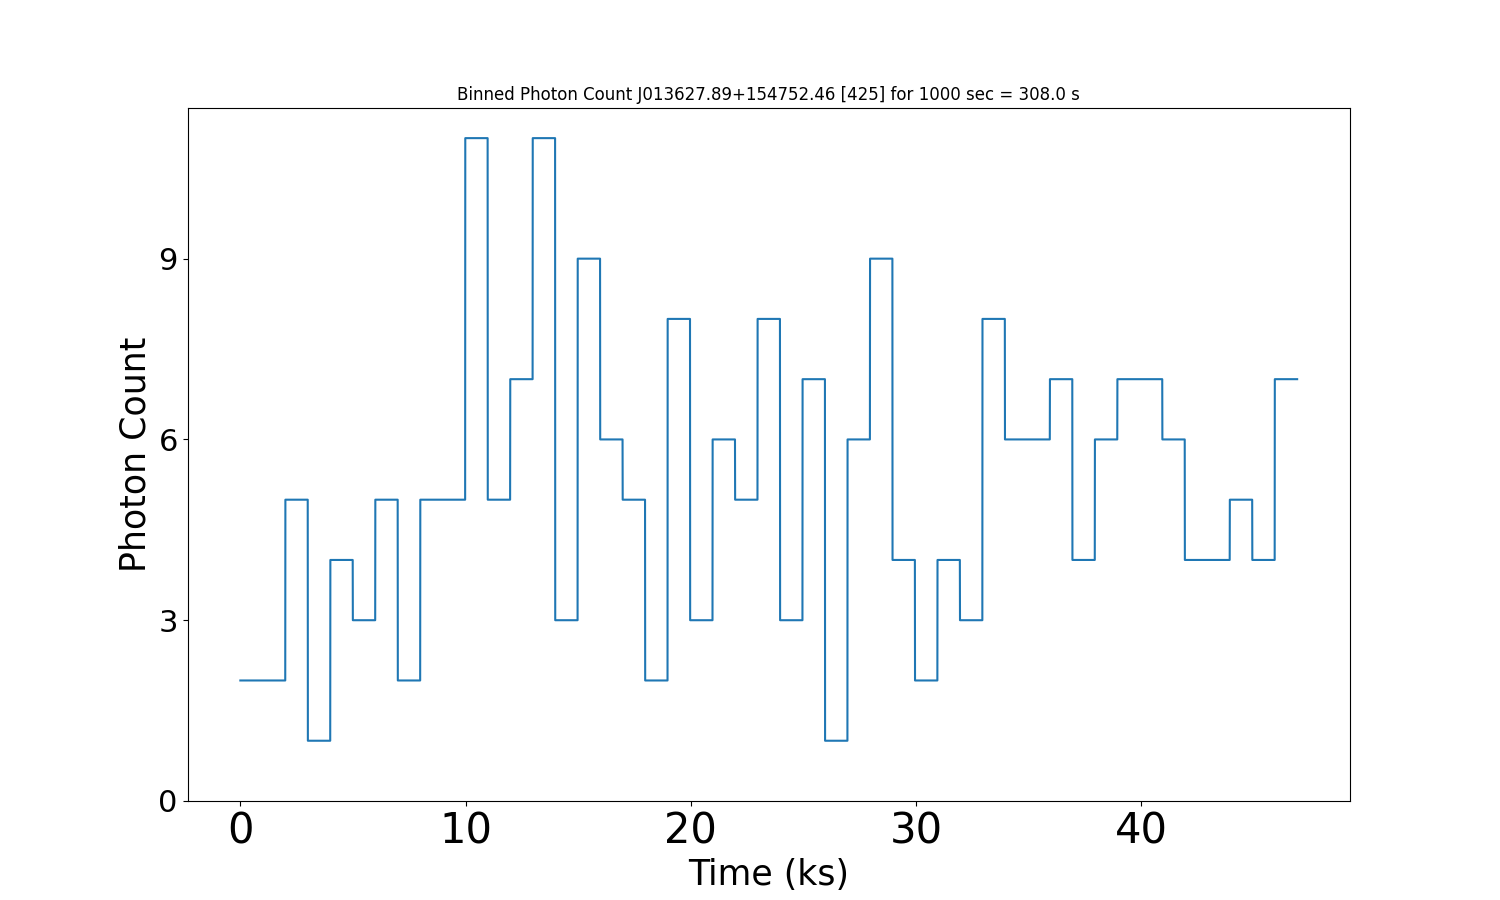 Binned Photon Count J013627.89+154752.46 [425] for 1000 sec = 308.0 s
Photon Count
9
6
3
0
0 10 20 30 40
Time (ks)